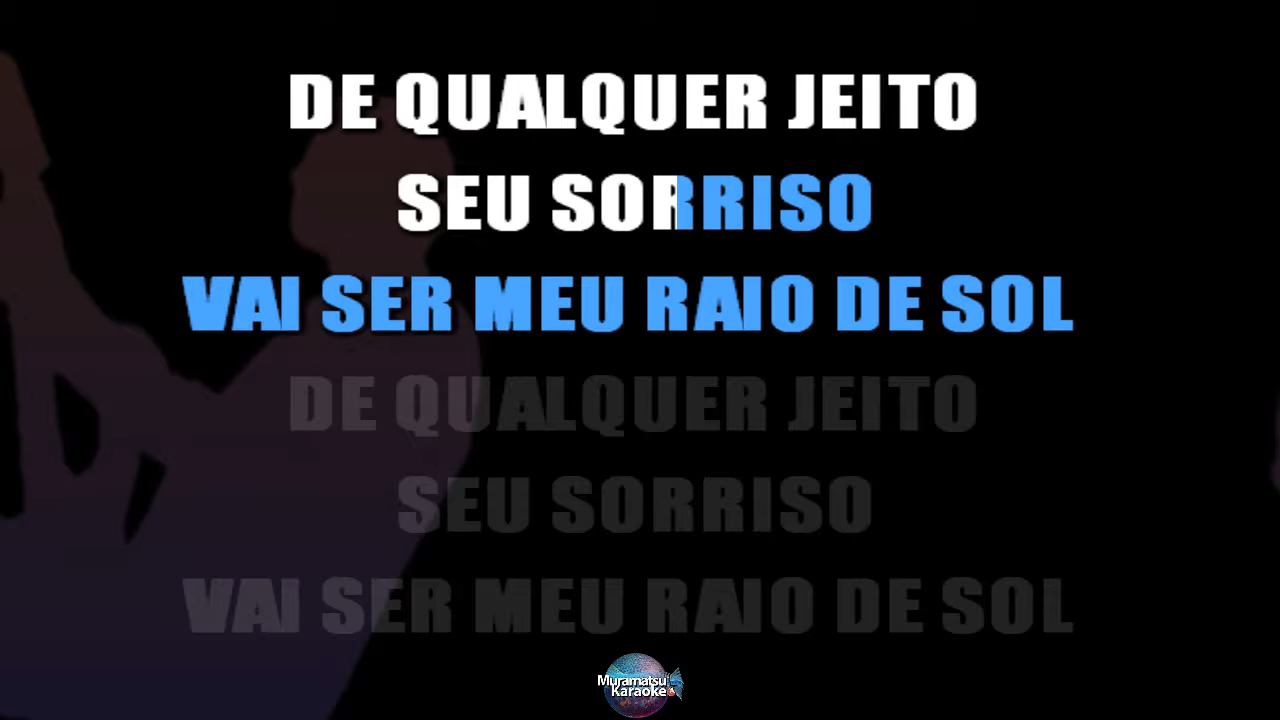 DE QUALQUER JEITO
SEU SORRISO
VAI SER MEU RAIO DE SOL
DE QUALQUER JEITO
SEU SORRISO
VAI SER MEU RAIO DE SOL
Muramatsu
Karaoke